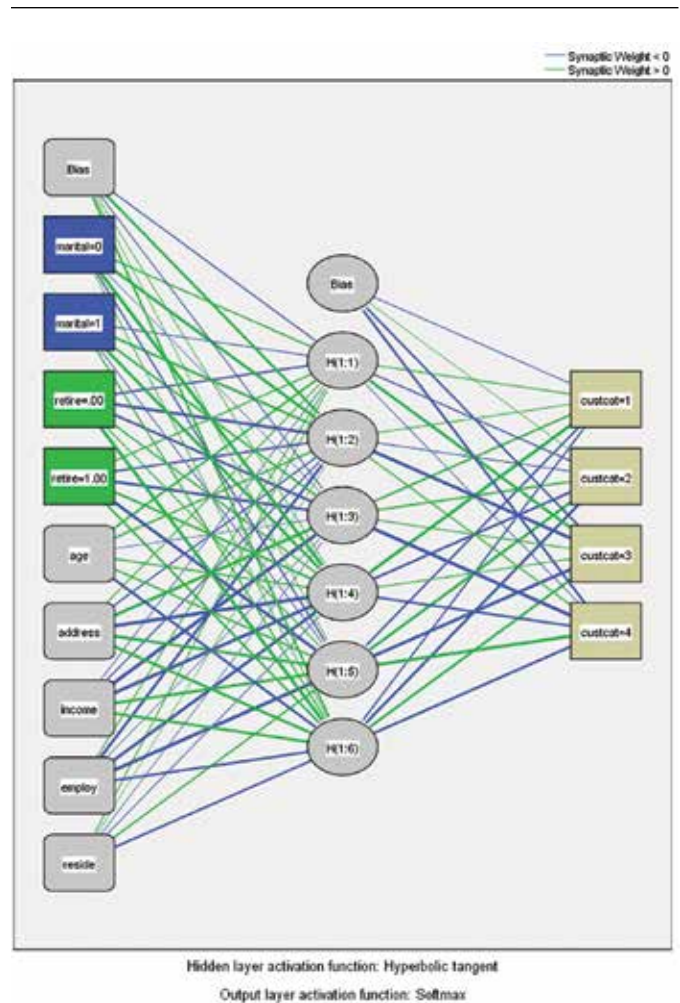 Synaptic Weight < 0
Synaptic Weight > 0
Bias
marital=0
marital=1
retire=.00
retire=1.00
age
address
income
employ
reside
Bias
H(1:1)
H(1:2)
H(1:3)
H(1:4)
H(1:5)
H(1:6)
custcat=1
custcat=2
custcat=3
custcat=4
Hidden layer activation function: Hyperbolic tangent
Output layer activation function: Softmax